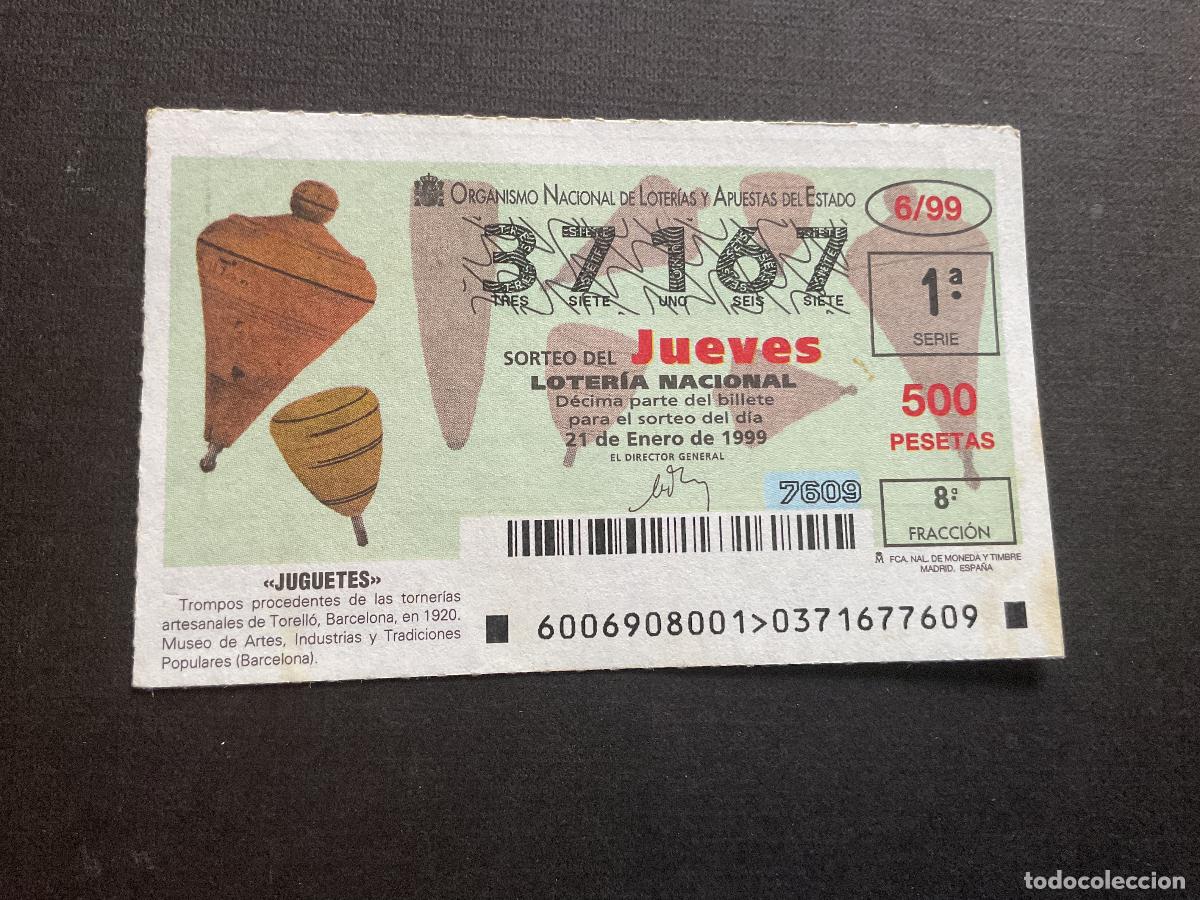 ORGANISMO NACIONAL DE LOTERÍAS Y APUESTAS DEL ESTADO
6/99
37167
TRES SIETE UNO SEIS SIETE
1ª
SERIE
SORTEO DEL Jueves
LOTERÍA NACIONAL
Décima parte del billete
para el sorteo del día
21 de Enero de 1999
EL DIRECTOR GENERAL
500
PESETAS
7609
8ª
FRACCIÓN
FCA. NAL. DE MONEDA Y TIMBRE
MADRID. ESPAÑA
«JUGUETES»
Trompos procedentes de las tornerías
artesanales de Torelló, Barcelona, en 1920.
Museo de Artes, Industrias y Tradiciones
Populares (Barcelona).
6006908001>0371677609
todocoleccion